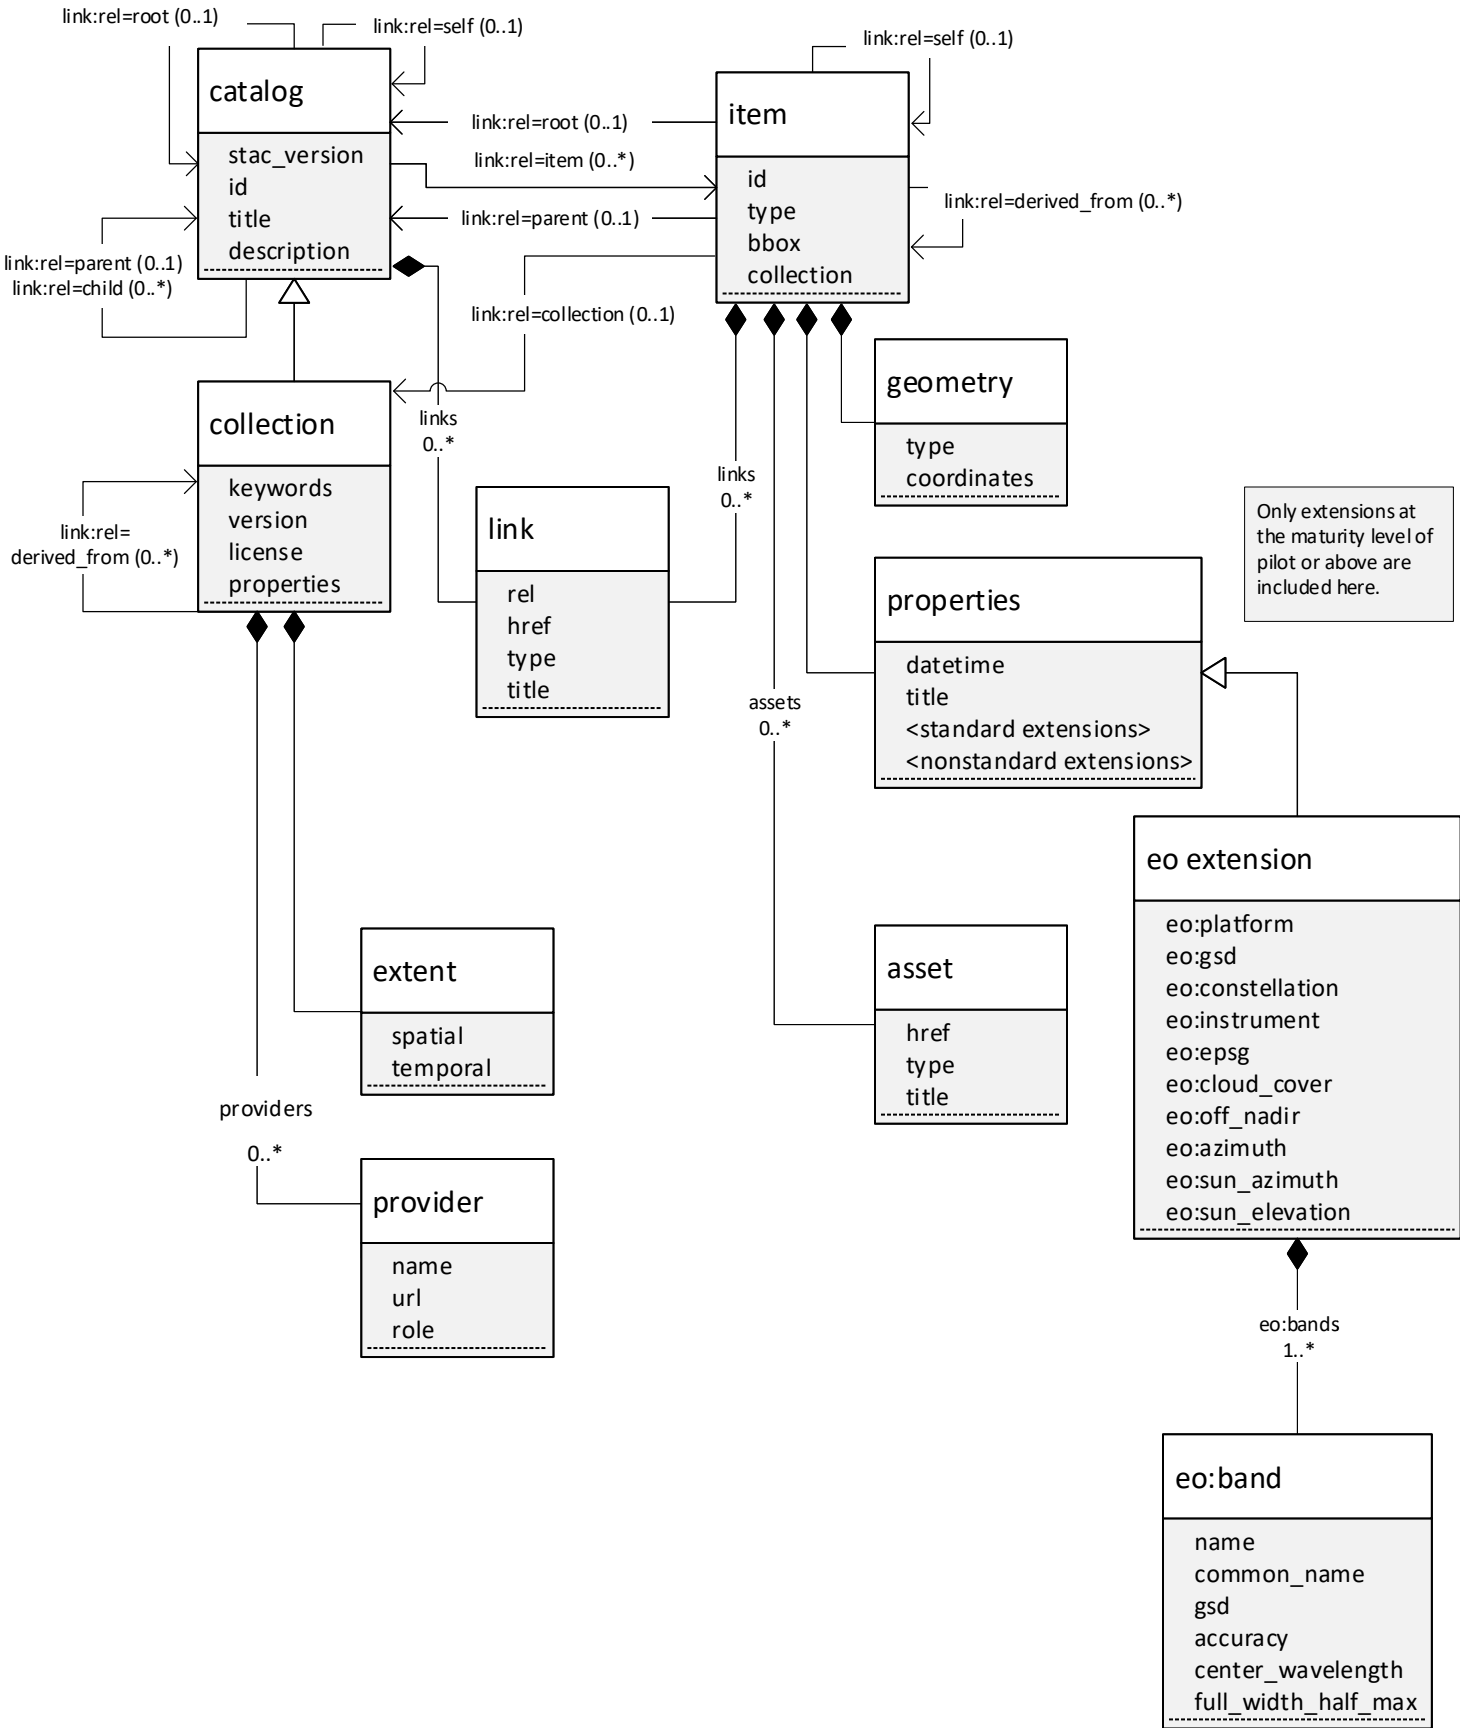 link:rel=root (0..1)
link:rel=self (0..1)
link:rel=self (0..1)
catalog
stac_version
id
title
description
link:rel=root (0..1)
link:rel=item (0..*)
link:rel=parent (0..1)
item
id
type
bbox
collection
link:rel=derived_from (0..*)
link:rel=parent (0..1)
link:rel=child (0..*)
link:rel=collection (0..1)
collection
keywords
version
license
properties
link:rel=
derived_from (0..*)
links
0..*
links
0..*
geometry
type
coordinates
link
rel
href
type
title
Only extensions at
the maturity level of
pilot or above are
included here.
properties
datetime
title
<standard extensions>
<nonstandard extensions>
assets
0..*
eo extension
eo:platform
eo:gsd
eo:constellation
eo:instrument
eo:epsg
eo:cloud_cover
eo:off_nadir
eo:azimuth
eo:sun_azimuth
eo:sun_elevation
extent
spatial
temporal
asset
href
type
title
providers
0..*
provider
name
url
role
eo:bands
1..*
eo:band
name
common_name
gsd
accuracy
center_wavelength
full_width_half_max